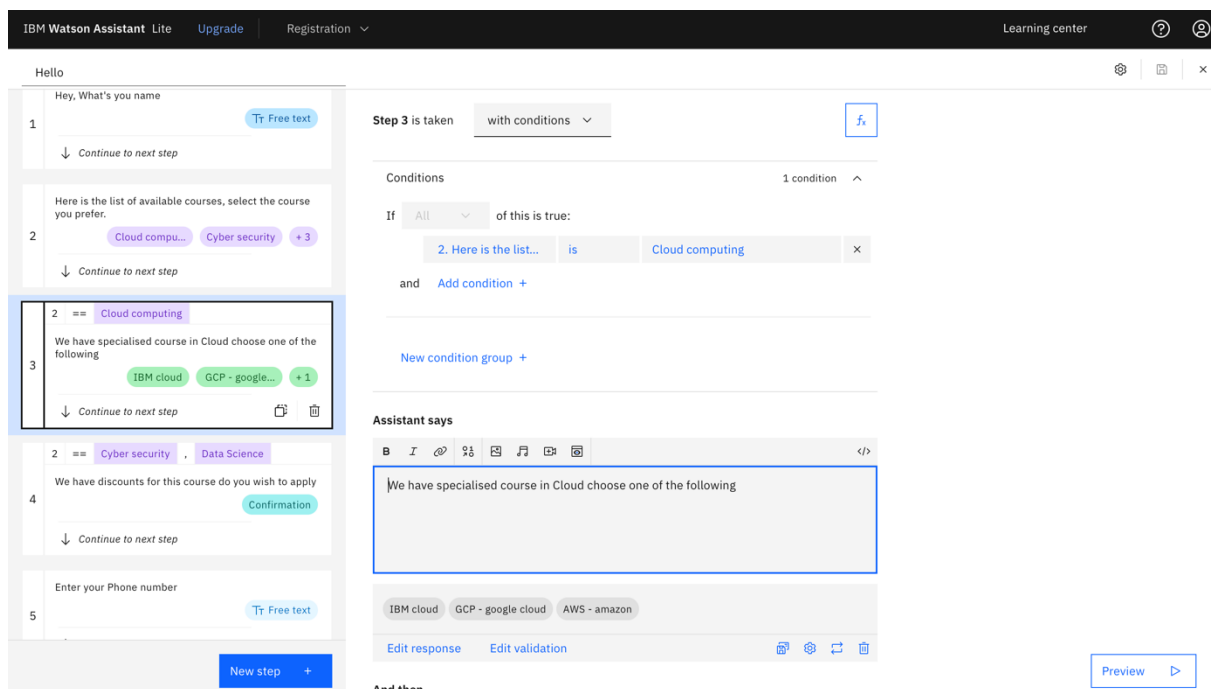 IBM Watson Assistant Lite Upgrade Registration Learning center
Hello
Hey, What's you name
1
Tт Free text
Continue to next step
Here is the list of available courses, select the course
you prefer.
2
Cloud compu... Cyber security + 3
Continue to next step
2 == Cloud computing
We have specialised course in Cloud choose one of the
following
3
IBM cloud GCP - google... + 1
Continue to next step
2 == Cyber security , Data Science
We have discounts for this course do you wish to apply
4
Confirmation
Continue to next step
Enter your Phone number
5
Tт Free text
New step +
Step 3 is taken with conditions fx
Conditions 1 condition
If All of this is true:
2. Here is the list... is Cloud computing ×
and Add condition +
New condition group +
Assistant says
B I </>
We have specialised course in Cloud choose one of the following
IBM cloud GCP - google cloud AWS - amazon
Edit response Edit validation
Preview
And then